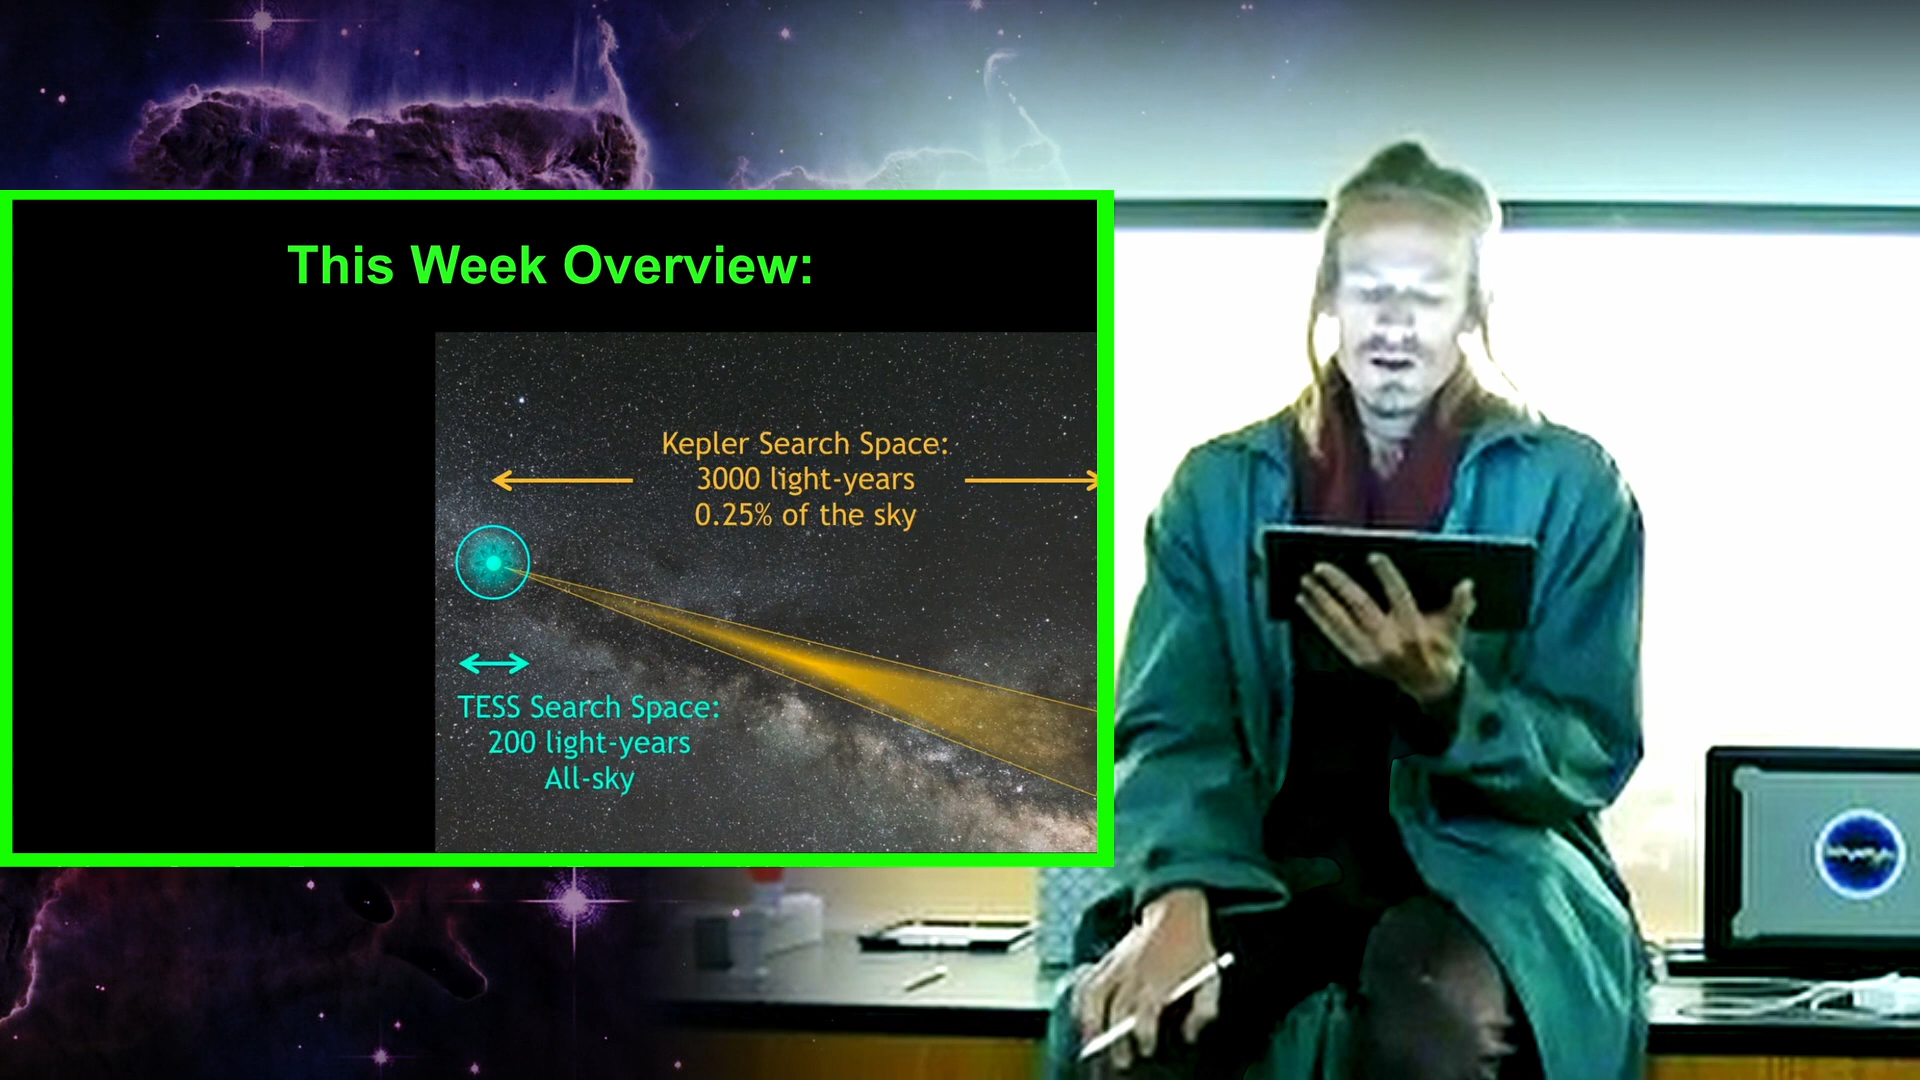 This Week Overview:
Kepler Search Space:
3000 light-years
0.25% of the sky
TESS Search Space:
200 light-years
All-sky